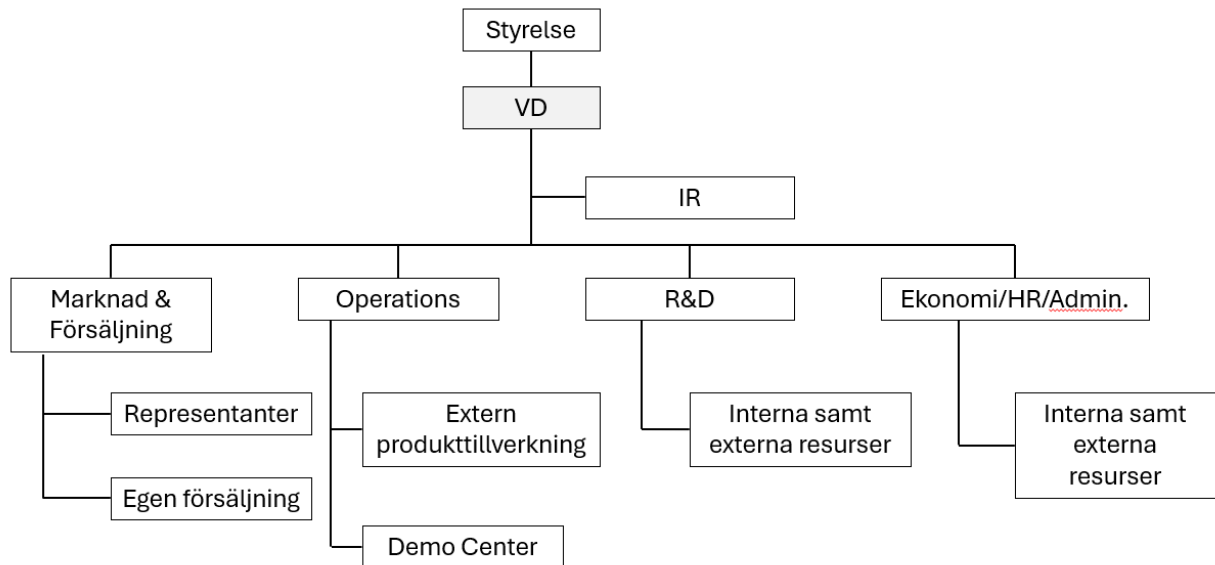 Styrelse
VD
IR
Marknad &
Försäljning
Operations
R&D
Ekonomi/HR/Admin.
Representanter
Egen försäljning
Extern
produkttillverkning
Demo Center
Interna samt
externa resurser
Interna samt
externa
resurser